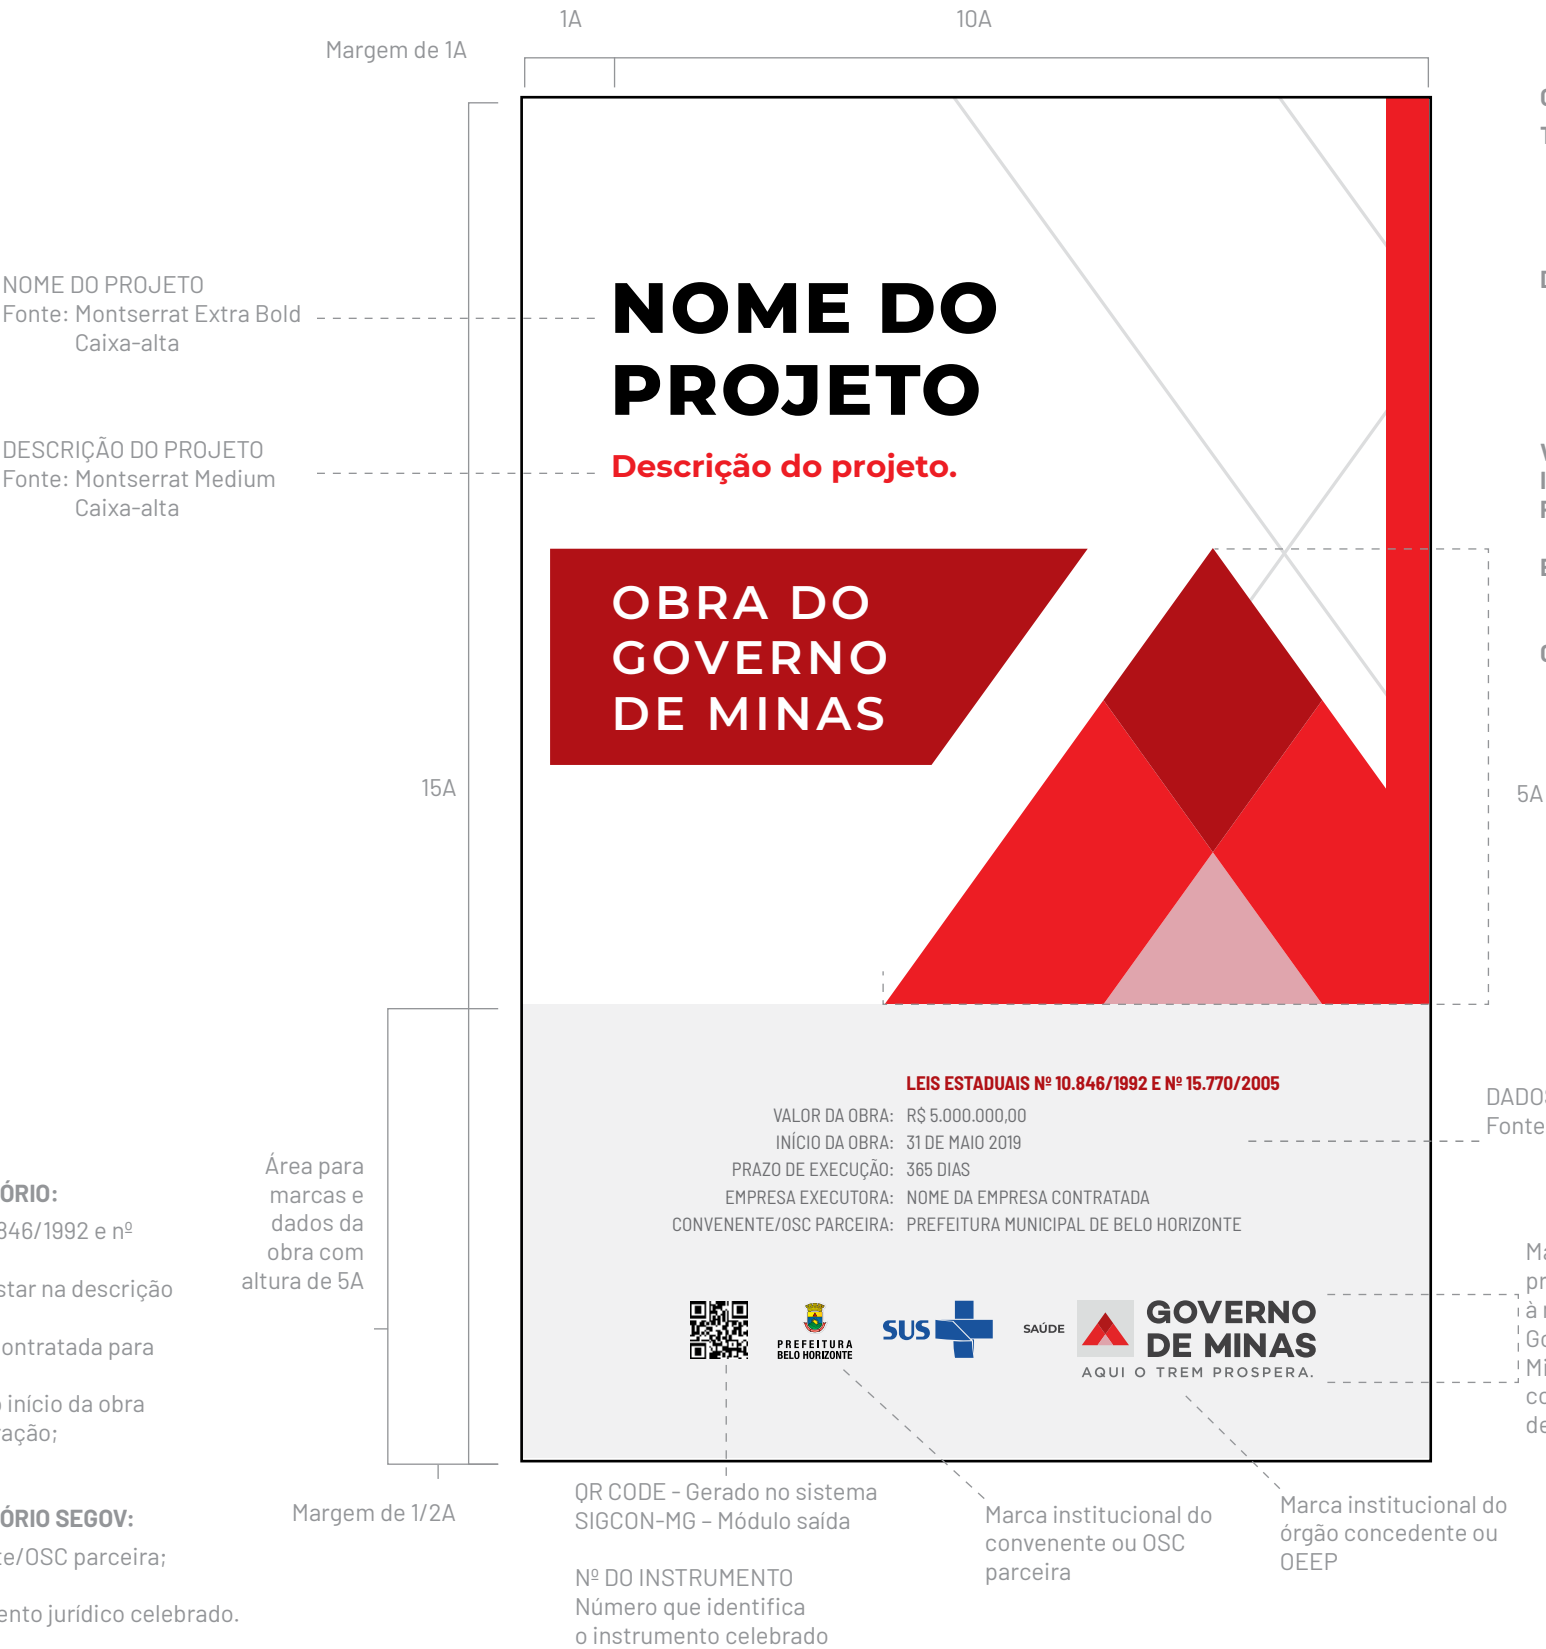 1A
10A
Margem de 1A
NOME DO PROJETO
Fonte: Montserrat Extra Bold
Caixa-alta
DESCRIÇÃO DO PROJETO
Fonte: Montserrat Medium
Caixa-alta
NOME DO
PROJETO
Descrição do projeto.
OBRA DO
GOVERNO
DE MINAS
15A
5A
LEIS ESTADUAIS Nº 10.846/1992 E Nº 15.770/2005
VALOR DA OBRA: R$ 5.000.000,00
INÍCIO DA OBRA: 31 DE MAIO 2019
PRAZO DE EXECUÇÃO: 365 DIAS
EMPRESA EXECUTORA: NOME DA EMPRESA CONTRATADA
CONVENENTE/OSC PARCEIRA: PREFEITURA MUNICIPAL DE BELO HORIZONTE
Fonte
Área para
marcas e
dados da
obra com
altura de 5A
ÓRIO:
846/1992 e nº
star na descrição
ontratada para
o início da obra
ração;
ÓRIO SEGOV:
te/OSC parceira;
ento jurídico celebrado.
PREFEITURA
BELO HORIZONTE
SUS
SAÚDE
GOVERNO
DE MINAS
AQUI O TREM PROSPERA.
Margem de 1/2A
QR CODE - Gerado no sistema
SIGCON-MG – Módulo saída
Nº DO INSTRUMENTO
Número que identifica
o instrumento celebrado
Marca institucional do
convenente ou OSC
parceira
Marca institucional do
órgão concedente ou
OEEP